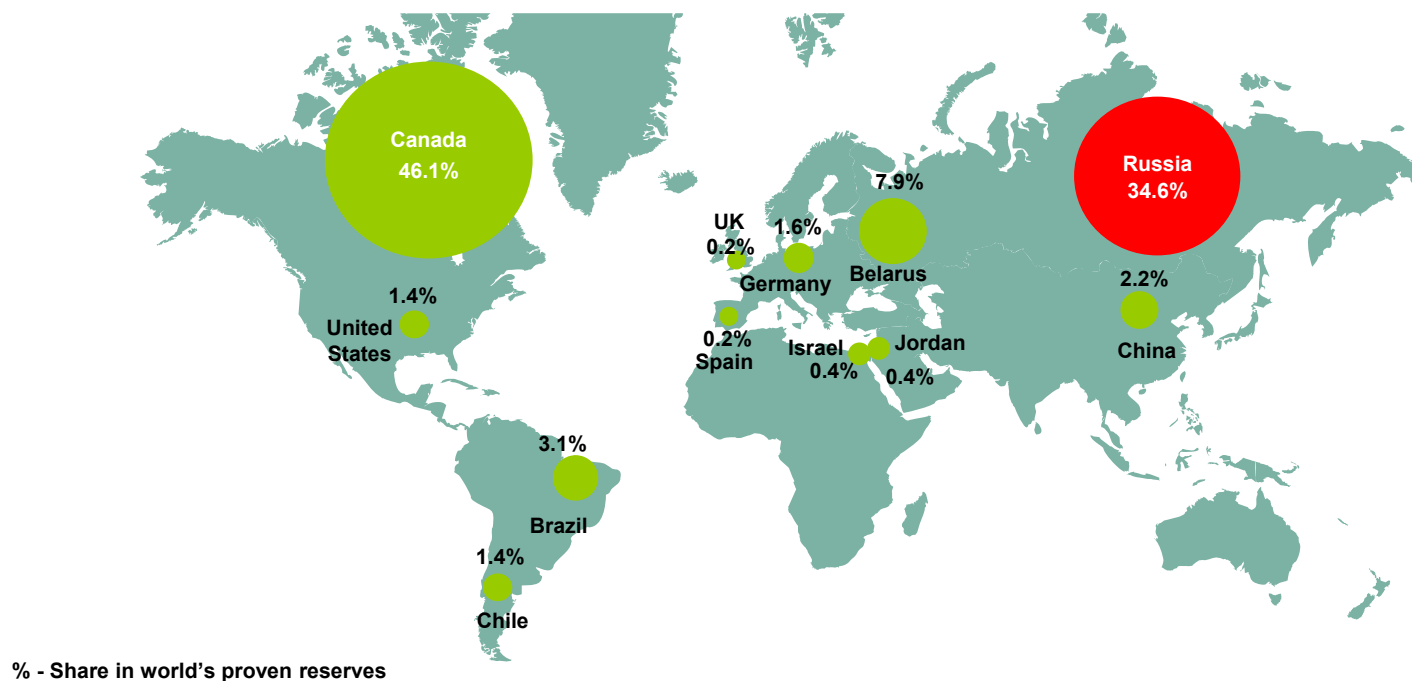 Canada
46.1%
Russia
34.6%
7.9%
Belarus
UK
0.2%
1.6%
Germany
2.2%
China
1.4%
United
States
0.2%
Spain
Israel
0.4%
Jordan
0.4%
3.1%
Brazil
1.4%
Chile
% - Share in world’s proven reserves